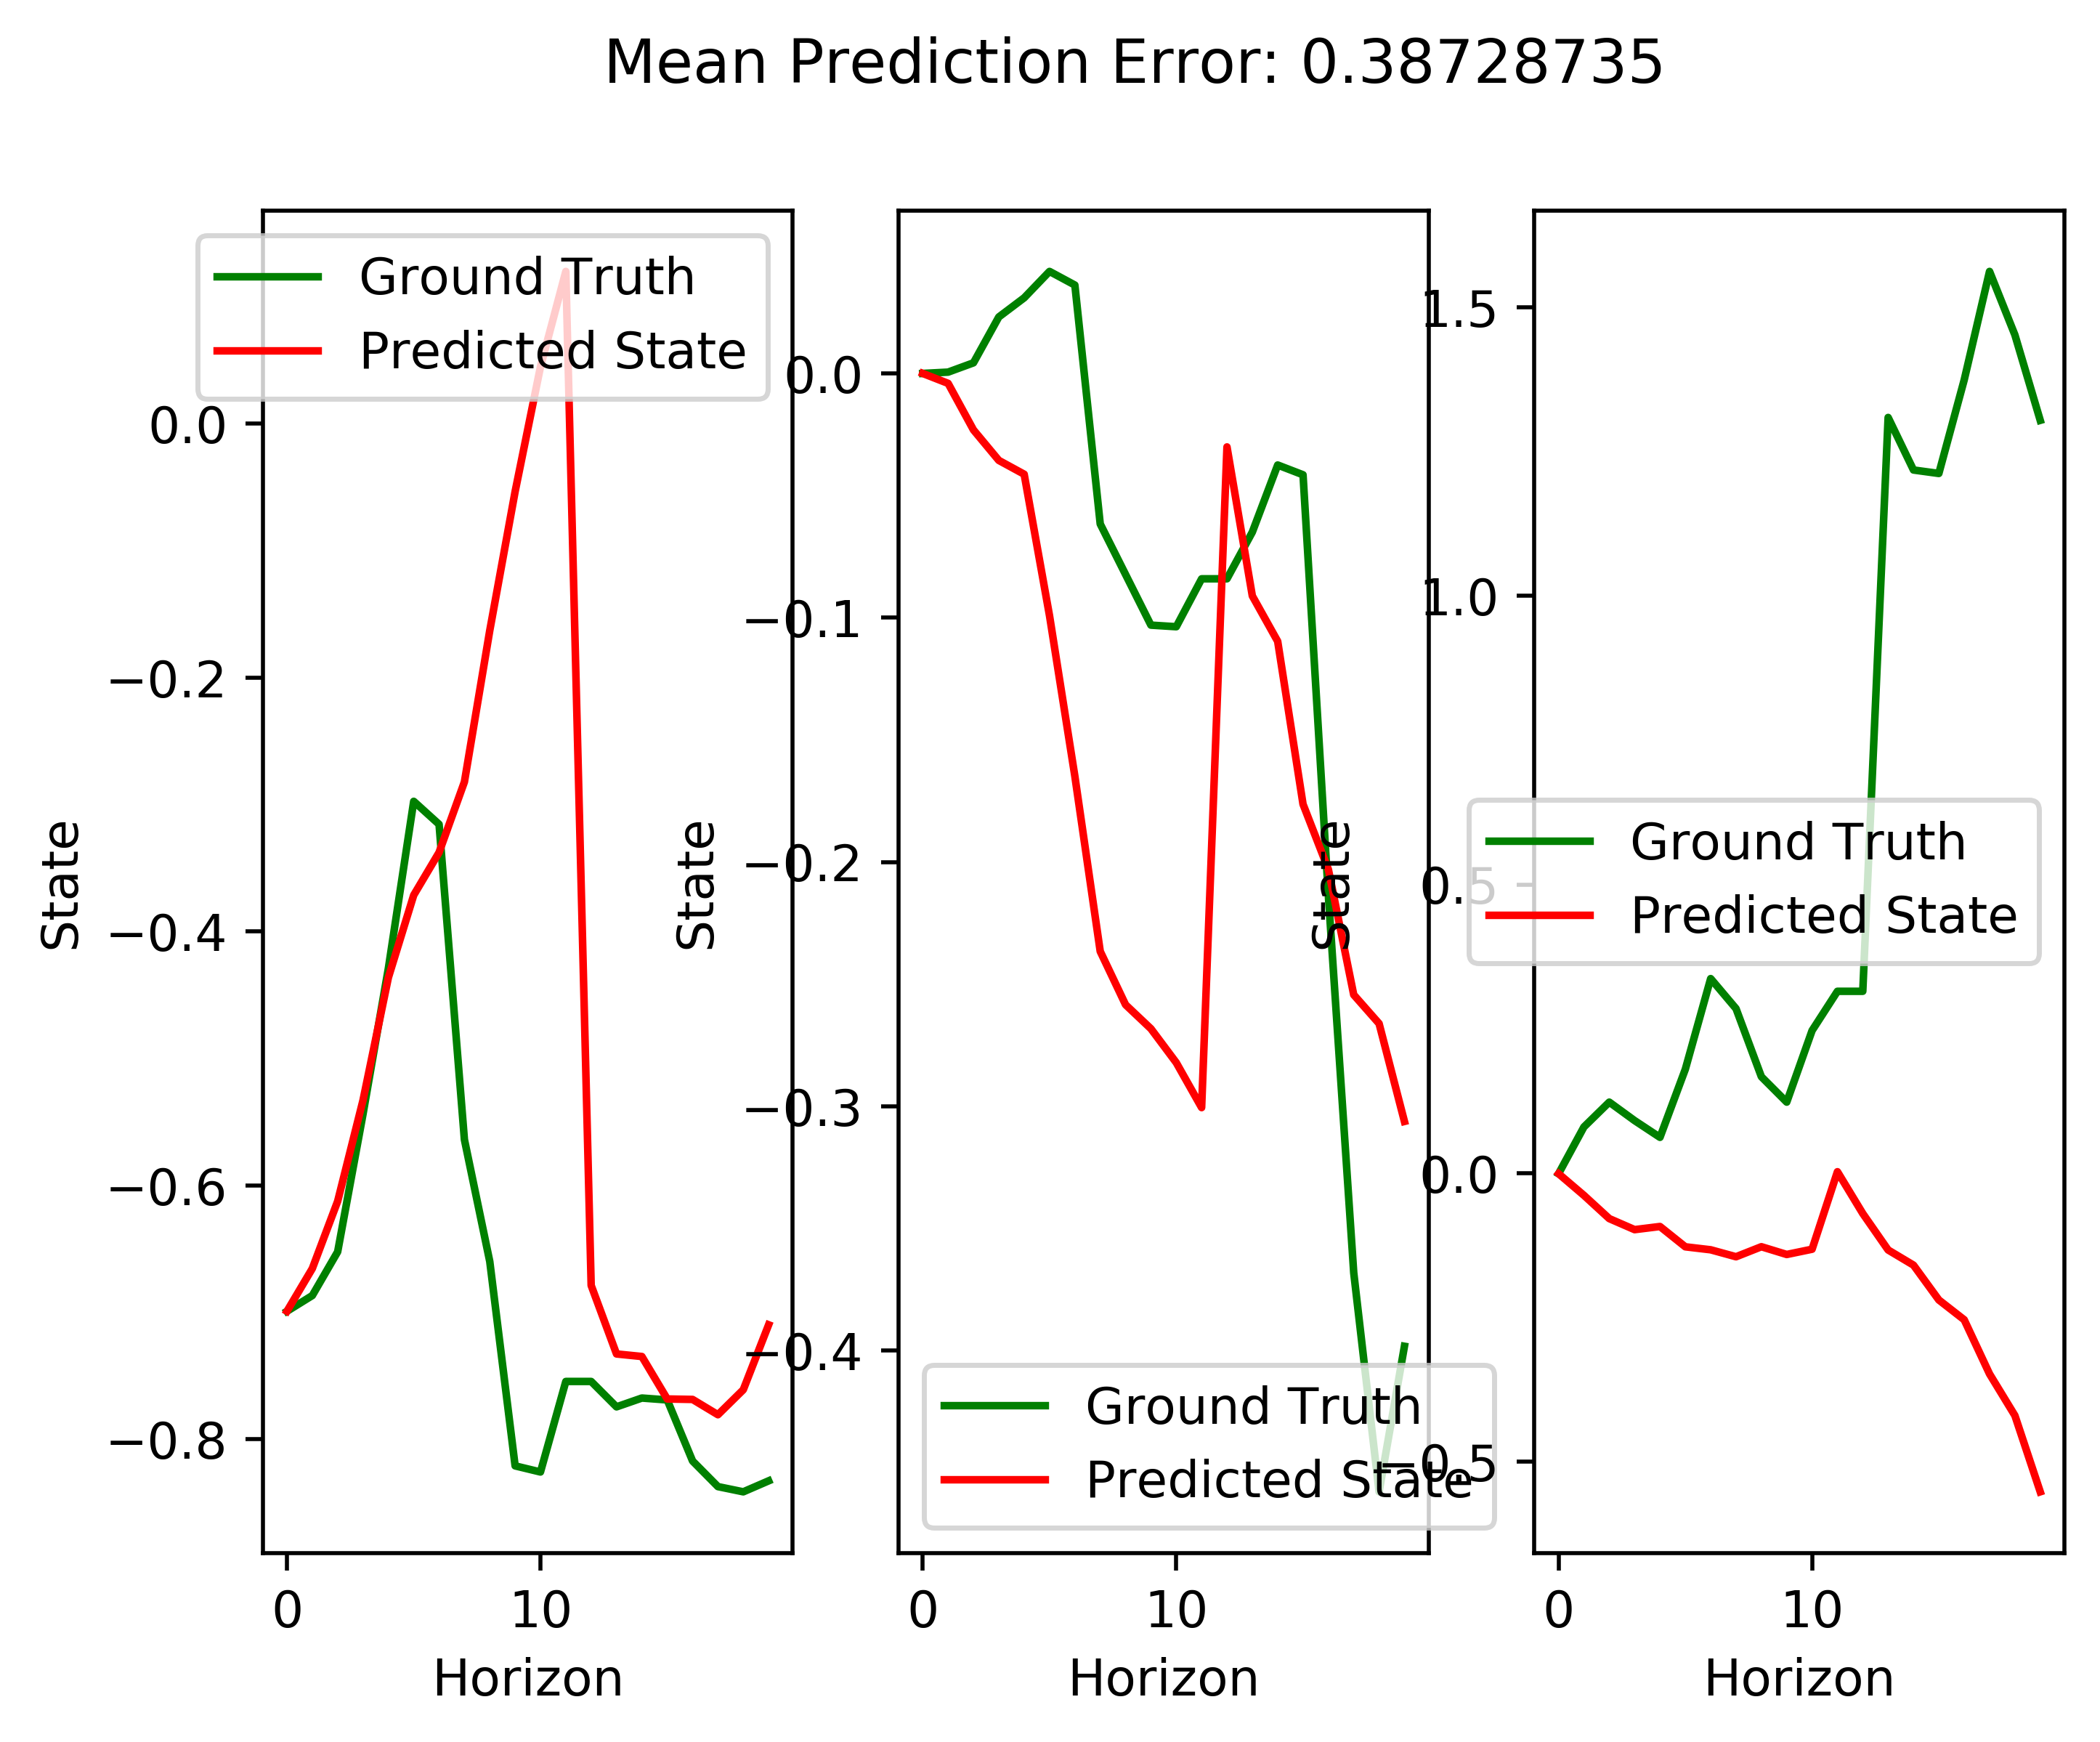 Mean Prediction Error: 0.38728735
Ground Truth
Predicted State
0.0
−0.2
−0.4
−0.6
−0.8
State
0
10
Horizon
0.0
−0.1
−0.2
−0.3
−0.4
State
Ground Truth
Predicted State
0
10
Horizon
1.5
1.0
0.5
0.0
−0.5
State
Ground Truth
Predicted State
0
10
Horizon